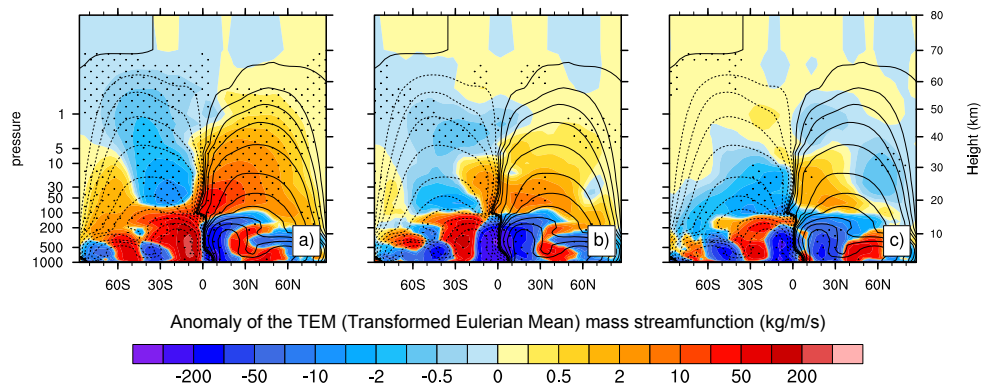 pressure
1
5
10
30
50
100
200
500
1000
60S 30S 0 30N 60N
60S 30S 0 30N 60N
60S 30S 0 30N 60N
a)
b)
c)
80
70
60
50
40
30
20
10
Height (km)
Anomaly of the TEM (Transformed Eulerian Mean) mass streamfunction (kg/m/s)
-200 -50 -10 -2 -0.5 0 0.5 2 10 50 200